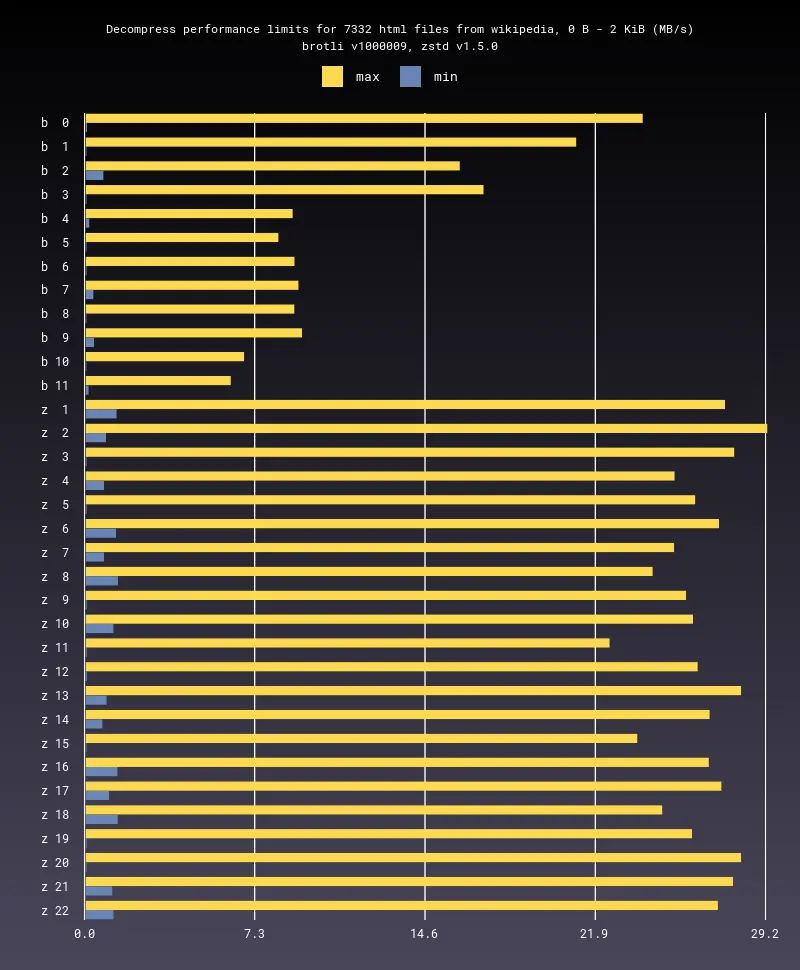 Decompress performance limits for 7332 html files from wikipedia, 0 B - 2 KiB (MB/s)
brotli v1000009, zstd v1.5.0
max min
b 0
b 1
b 2
b 3
b 4
b 5
b 6
b 7
b 8
b 9
b 10
b 11
z 1
z 2
z 3
z 4
z 5
z 6
z 7
z 8
z 9
z 10
z 11
z 12
z 13
z 14
z 15
z 16
z 17
z 18
z 19
z 20
z 21
z 22
0.0 7.3 14.6 21.9 29.2